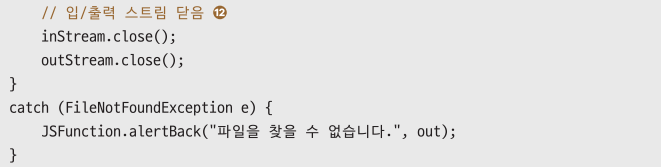 // 입/출력 스트림 닫음 ⓬
inStream.close();
outStream.close();
}
catch (FileNotFoundException e) {
JSFunction.alertBack("파일을 찾을 수 없습니다.", out);
}